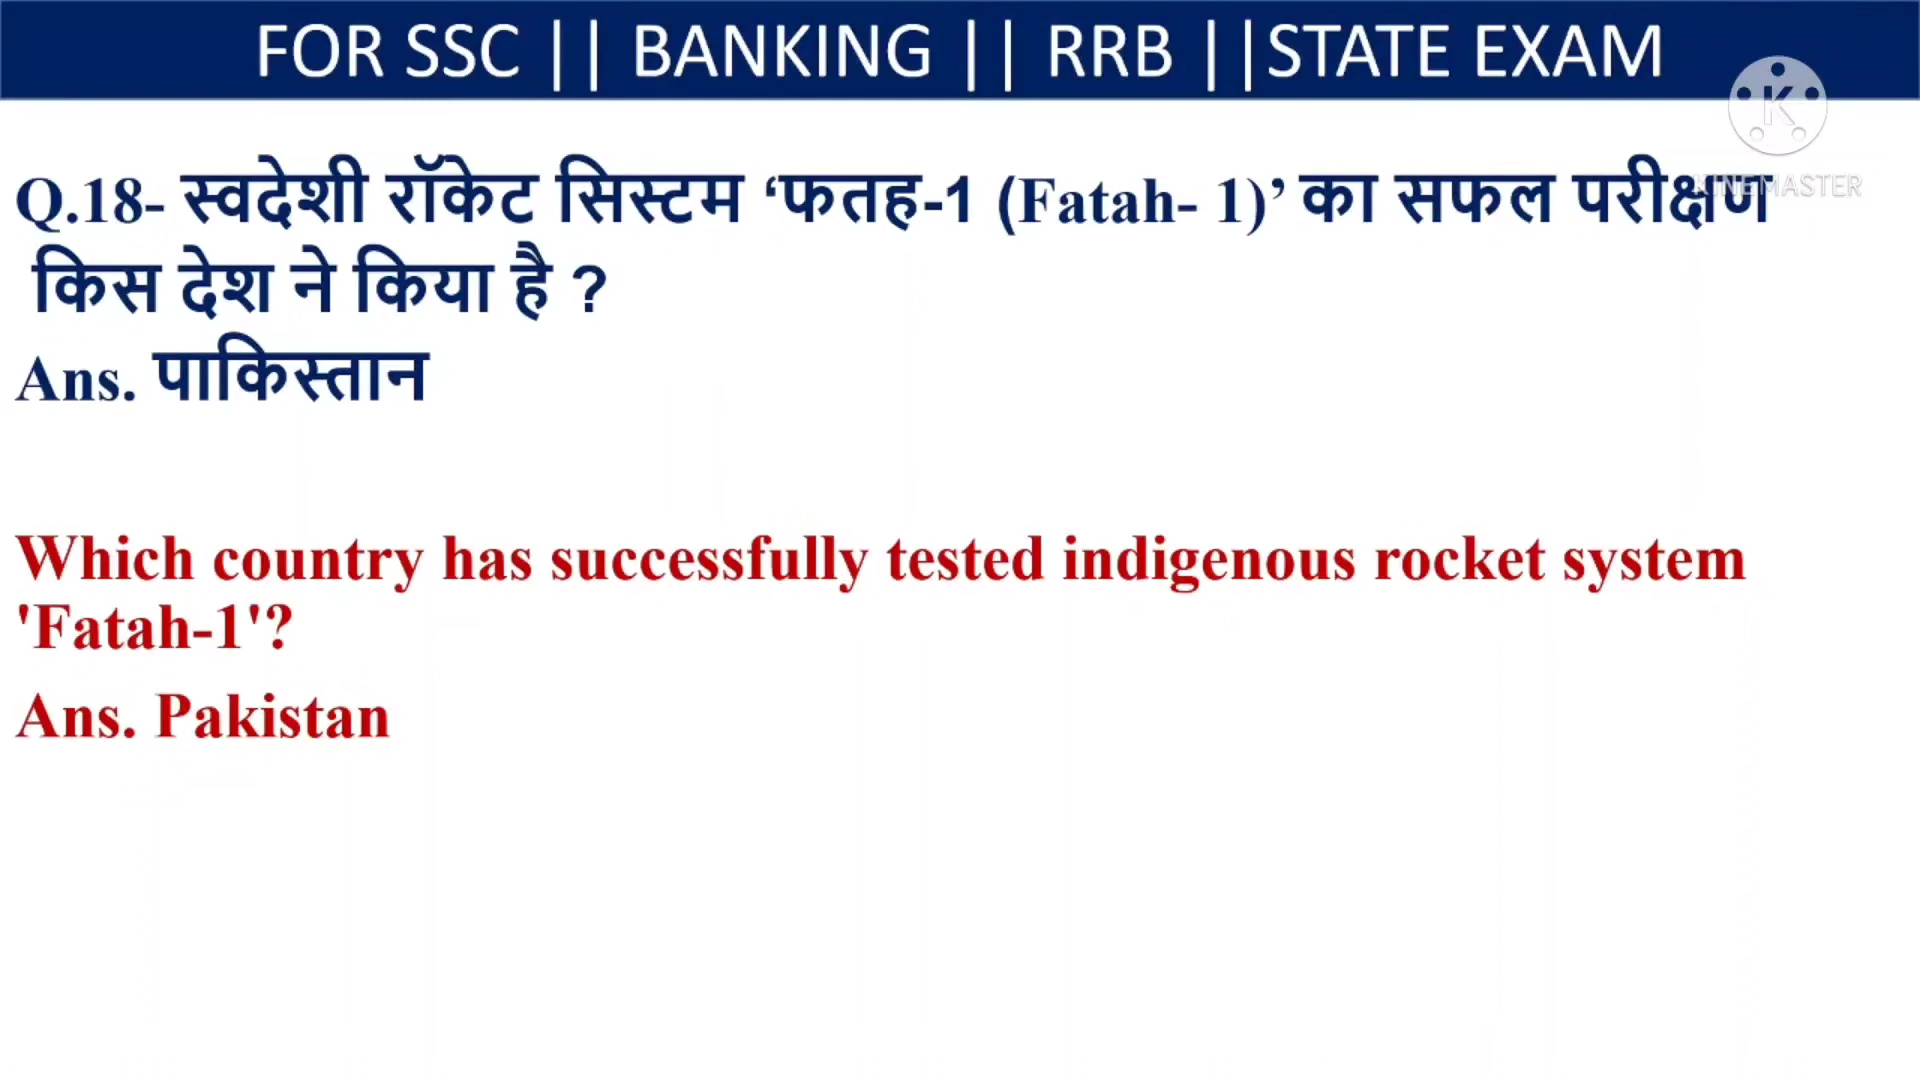 FOR SSC || BANKING || RRB ||STATE EXAM
K
KINEMASTER
Q.18- स्वदेशी रॉकेट सिस्टम ‘फतह-1 (Fatah- 1)’ का सफल परीक्षण
किस देश ने किया है ?
Ans. पाकिस्तान
Which country has successfully tested indigenous rocket system
'Fatah-1'?
Ans. Pakistan